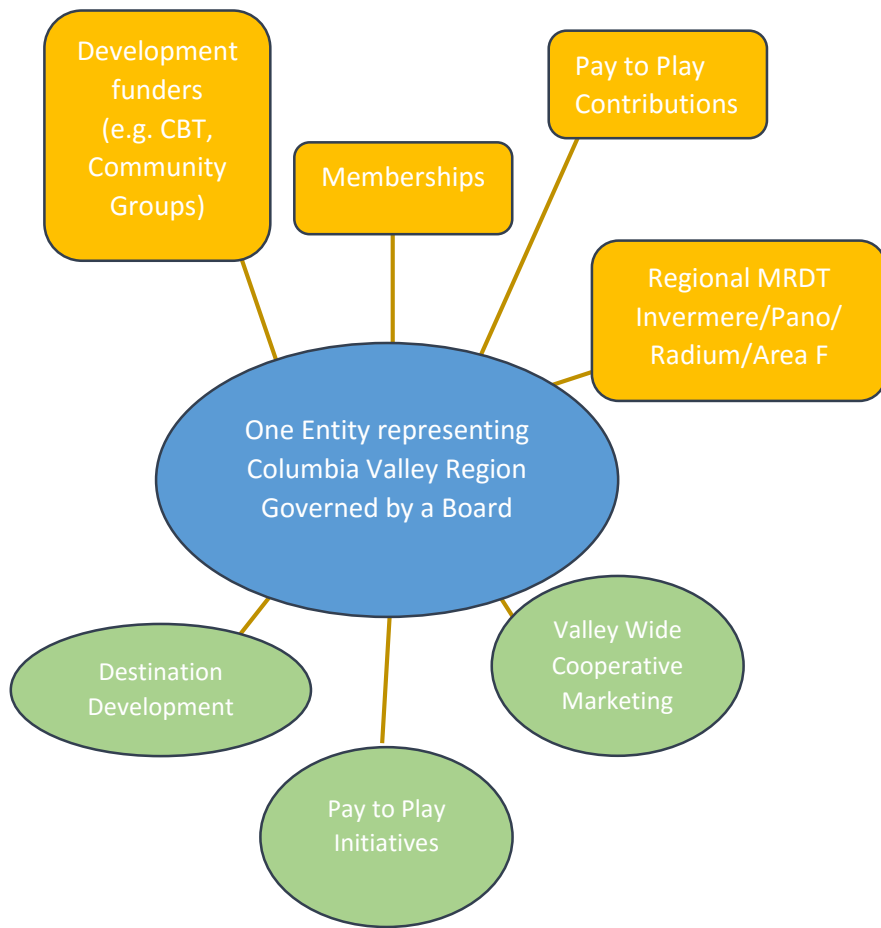 Development
funders
(e.g. CBT,
Community
Groups)
Memberships
Pay to Play
Contributions
Regional MRDT
Invermere/Pano/
Radium/Area F
One Entity representing
Columbia Valley Region
Governed by a Board
Destination
Development
Pay to Play
Initiatives
Valley Wide
Cooperative
Marketing